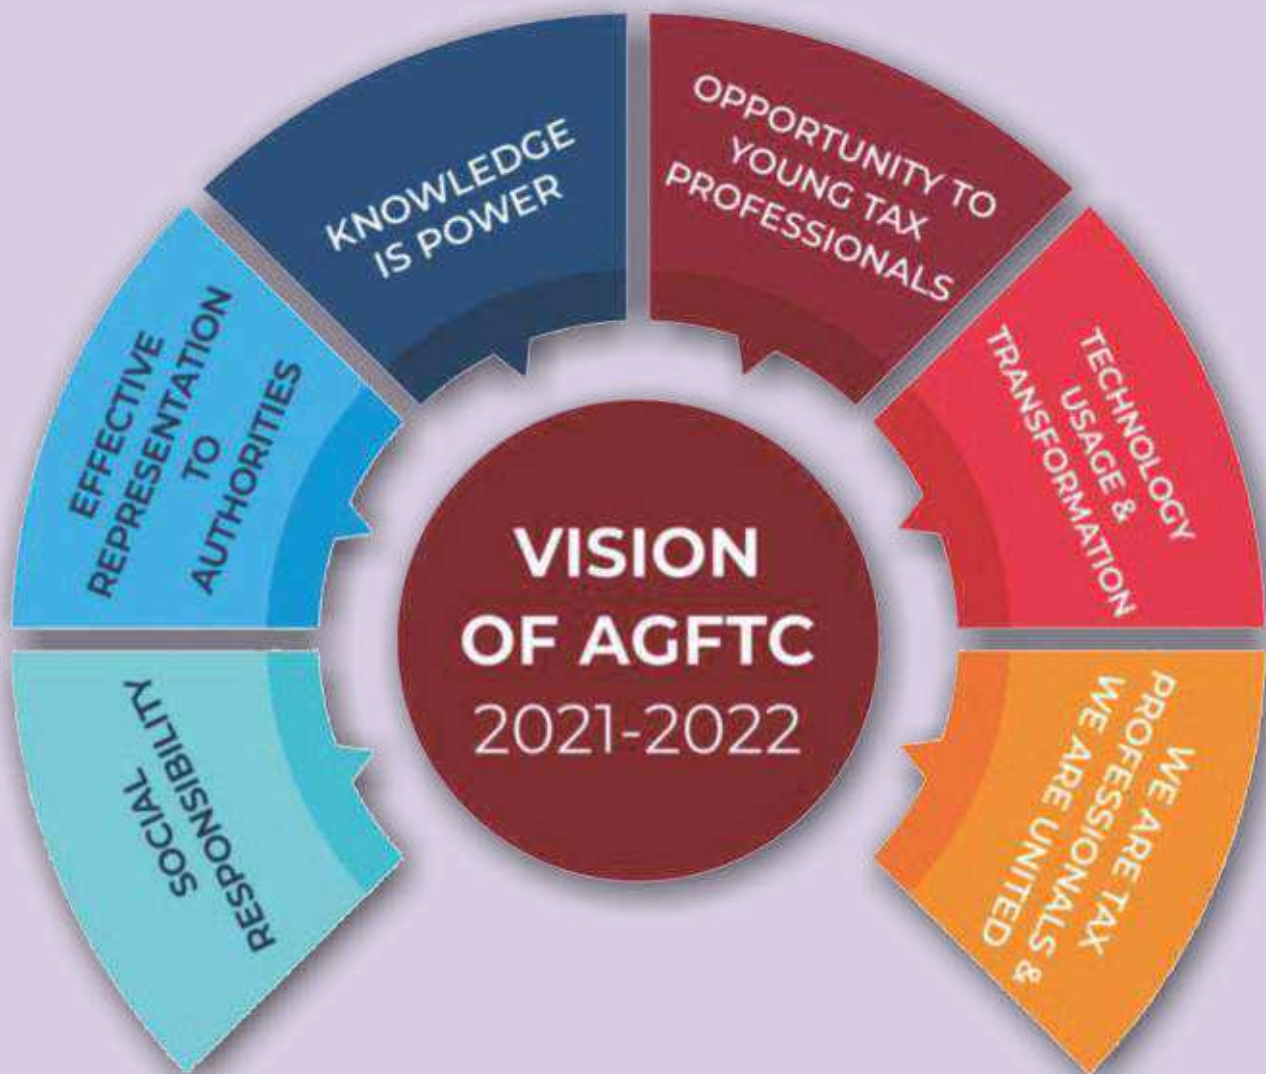 KNOWLEDGE
IS POWER
OPPORTUNITY TO
YOUNG TAX
PROFESSIONALS
EFFECTIVE
REPRESENTATION
TO
AUTHORITIES
TECHNOLOGY
USAGE &
TRANSFORMATION
VISION
OF AGFTC
2021-2022
SOCIAL
RESPONSIBILITY
WE ARE TAX
PROFESSIONALS &
WE ARE UNITED